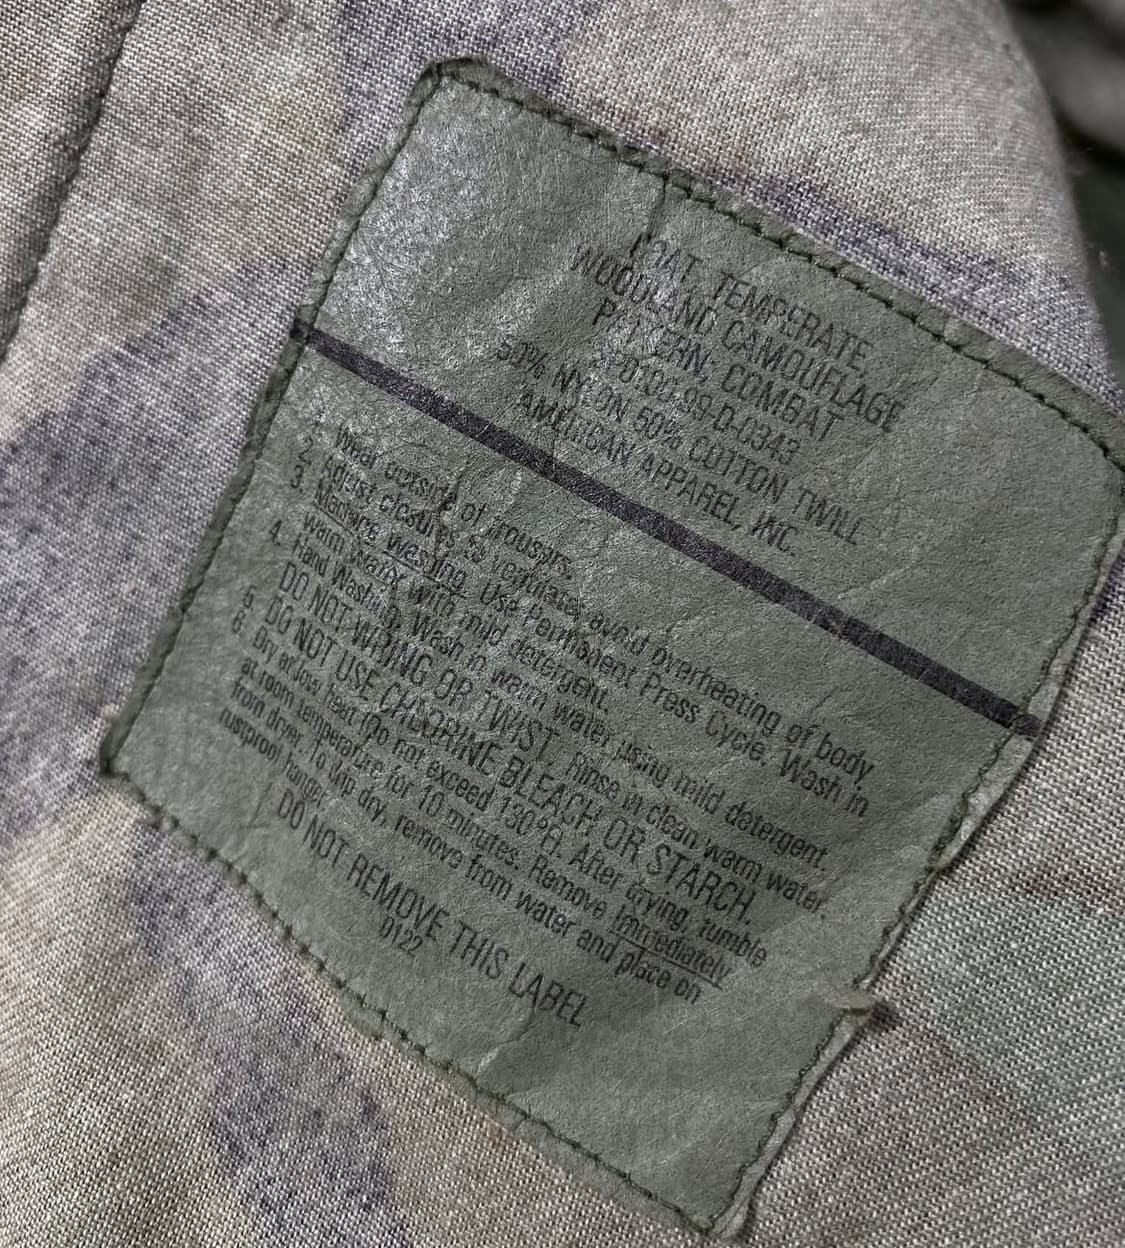 COAT, TEMPERATE,
WOODLAND CAMOUFLAGE
PATTERN, COMBAT
SP0100-99-D-0343
50% NYLON 50% COTTON TWILL
AMERICAN APPAREL, INC.
1. Wear outside of trousers.
2. Adjust closures to ventilate, avoid overheating of body
3. Machine washing. Use Permanent Press Cycle. Wash in
warm water with mild detergent.
4. Hand Washing. Wash in warm water using mild detergent.
DO NOT WRING OR TWIST. Rinse in clean warm water.
5. DO NOT USE CHLORINE BLEACH OR STARCH.
6. Dry at low heat (do not exceed 130°F). After drying, tumble
at room temperature for 10 minutes. Remove immediately
from dryer. To drip dry, remove from water and place on
rustproof hanger.
DO NOT REMOVE THIS LABEL
0122